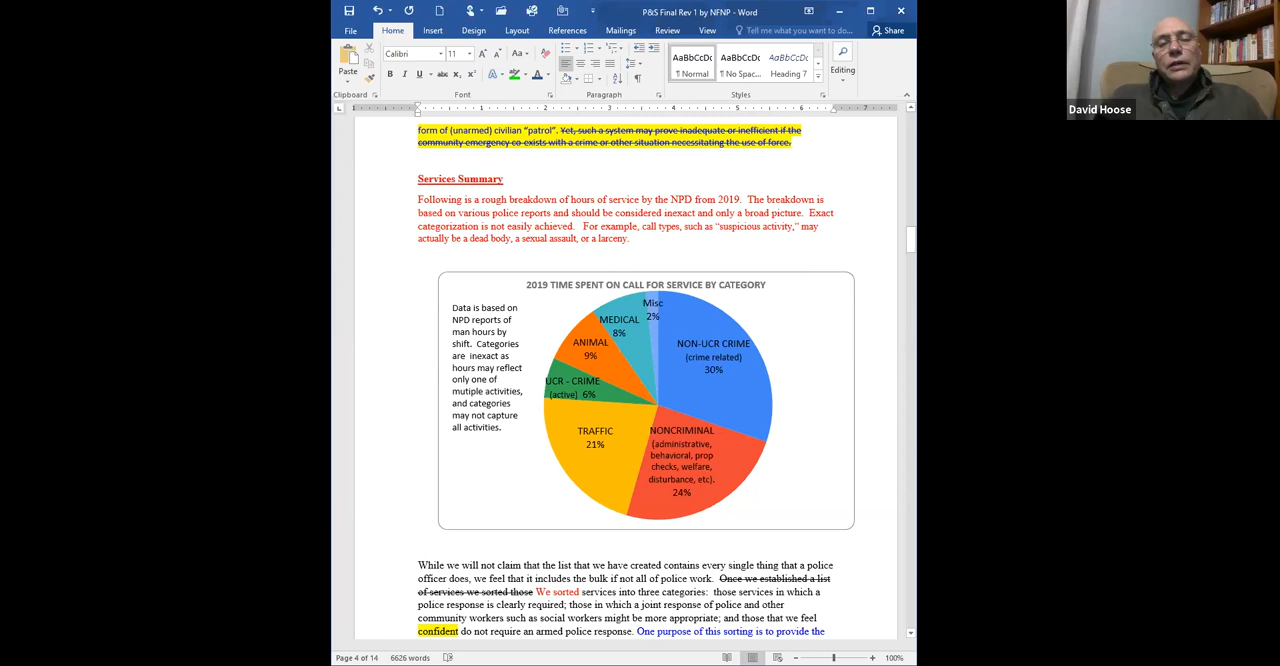 P&S Final Rev 1 by NFNP - Word
File
Home
Insert
Design
Layout
References
Mailings
Review
View
Tell me what you want to do...
Share
Paste
Calibri
11
Aa
B I U abc x₂ x²
A
A
AaBbCcDc
¶ Normal
AaBbCcDc
¶ No Spac...
AaBbCcDc
Heading 7
Editing
Clipboard
Font
Paragraph
Styles
David Hoose
1
1
2
3
4
5
6
7
form of (unarmed) civilian “patrol”. Yet, such a system may prove inadequate or inefficient if the
community emergency co-exists with a crime or other situation necessitating the use of force.
Services Summary
Following is a rough breakdown of hours of service by the NPD from 2019. The breakdown is
based on various police reports and should be considered inexact and only a broad picture. Exact
categorization is not easily achieved. For example, call types, such as “suspicious activity,” may
actually be a dead body, a sexual assault, or a larceny.
2019 TIME SPENT ON CALL FOR SERVICE BY CATEGORY
Data is based on
NPD reports of
man hours by
shift. Categories
are inexact as
hours may reflect
only one of
mutiple activities,
and categories
may not capture
all activities.
Misc
2%
MEDICAL
8%
ANIMAL
9%
UCR - CRIME
(active) 6%
TRAFFIC
21%
NON-UCR CRIME
(crime related)
30%
NONCRIMINAL
(administrative,
behavioral, prop
checks, welfare,
disturbance, etc).
24%
While we will not claim that the list that we have created contains every single thing that a police
officer does, we feel that it includes the bulk if not all of police work. Once we established a list
of services we sorted those We sorted services into three categories: those services in which a
police response is clearly required; those in which a joint response of police and other
community workers such as social workers might be more appropriate; and those that we feel
confident do not require an armed police response. One purpose of this sorting is to provide the
Page 4 of 14
6626 words
100%